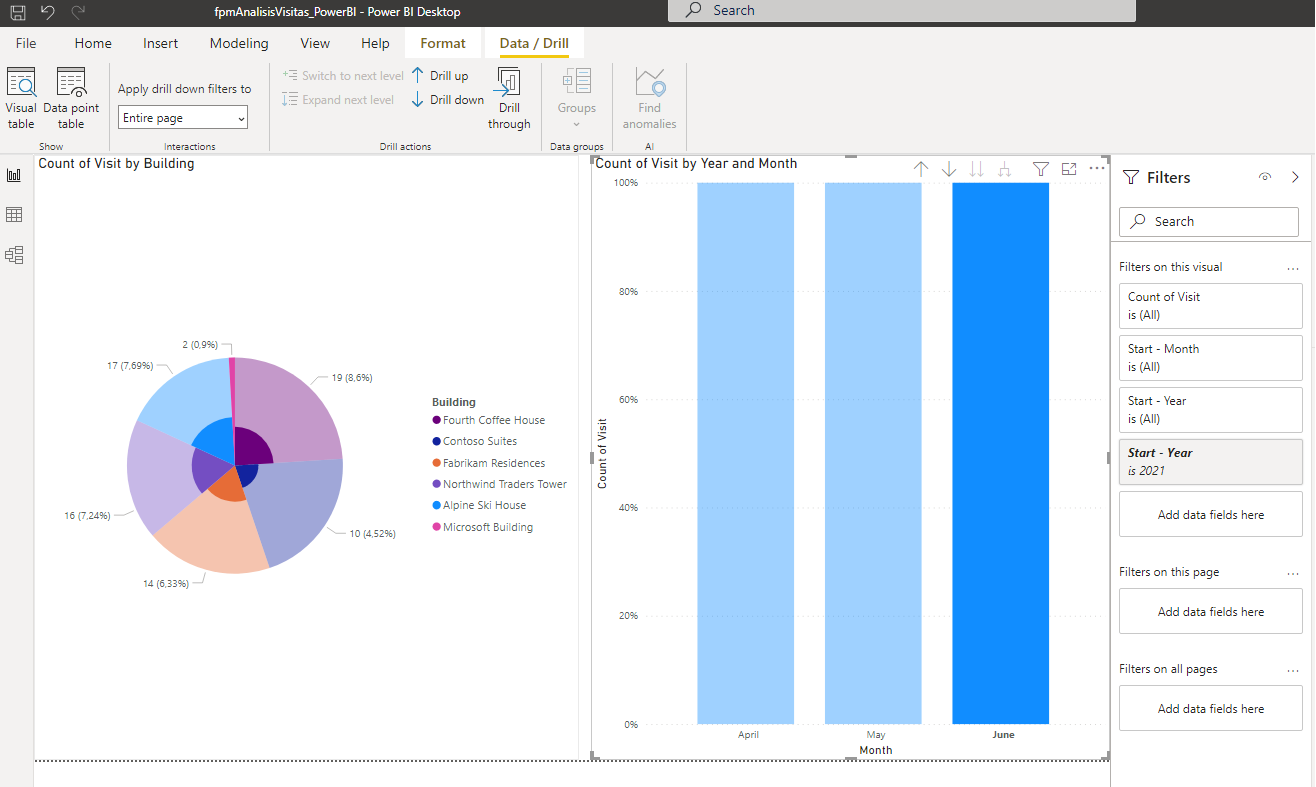 fpmAnalisisVisitas_PowerBI - Power BI Desktop
Search
File
Home
Insert
Modeling
View
Help
Format
Data / Drill
Visual table
Data point table
Show
Apply drill down filters to
Entire page
Interactions
Switch to next level
Expand next level
Drill up
Drill down
Drill through
Drill actions
Groups
Data groups
Find anomalies
AI
Count of Visit by Building
2 (0,9%)
17 (7,69%)
19 (8,6%)
16 (7,24%)
10 (4,52%)
14 (6,33%)
Building
Fourth Coffee House
Contoso Suites
Fabrikam Residences
Northwind Traders Tower
Alpine Ski House
Microsoft Building
Count of Visit by Year and Month
100%
80%
60%
40%
20%
0%
Count of Visit
April
May
June
Month
Filters
Search
Filters on this visual
Count of Visit
is (All)
Start - Month
is (All)
Start - Year
is (All)
Start - Year
is 2021
Add data fields here
Filters on this page
Add data fields here
Filters on all pages
Add data fields here